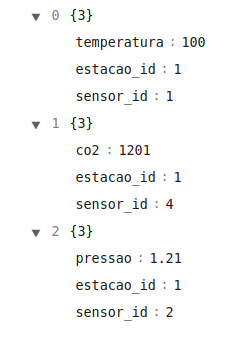 0 {3}
temperatura : 100
estacao_id : 1
sensor_id : 1
1 {3}
co2 : 1201
estacao_id : 1
sensor_id : 4
2 {3}
pressao : 1.21
estacao_id : 1
sensor_id : 2